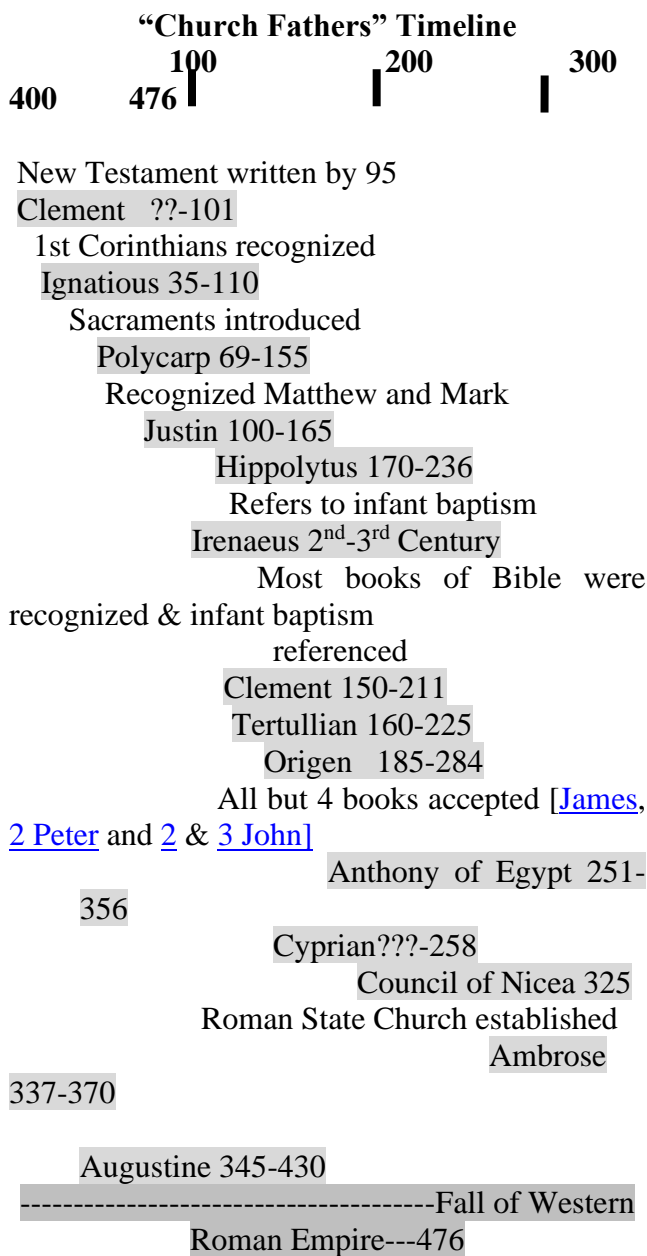 “Church Fathers” Timeline
100 200 300
400 476
New Testament written by 95
Clement ??-101
1st Corinthians recognized
Ignatious 35-110
Sacraments introduced
Polycarp 69-155
Recognized Matthew and Mark
Justin 100-165
Hippolytus 170-236
Refers to infant baptism
Irenaeus 2nd-3rd Century
Most books of Bible were
recognized & infant baptism
referenced
Clement 150-211
Tertullian 160-225
Origen 185-284
All but 4 books accepted [James,
2 Peter and 2 & 3 John]
Anthony of Egypt 251-
356
Cyprian???-258
Council of Nicea 325
Roman State Church established
Ambrose
337-370
Augustine 345-430
---------------------------------------Fall of Western
Roman Empire---476